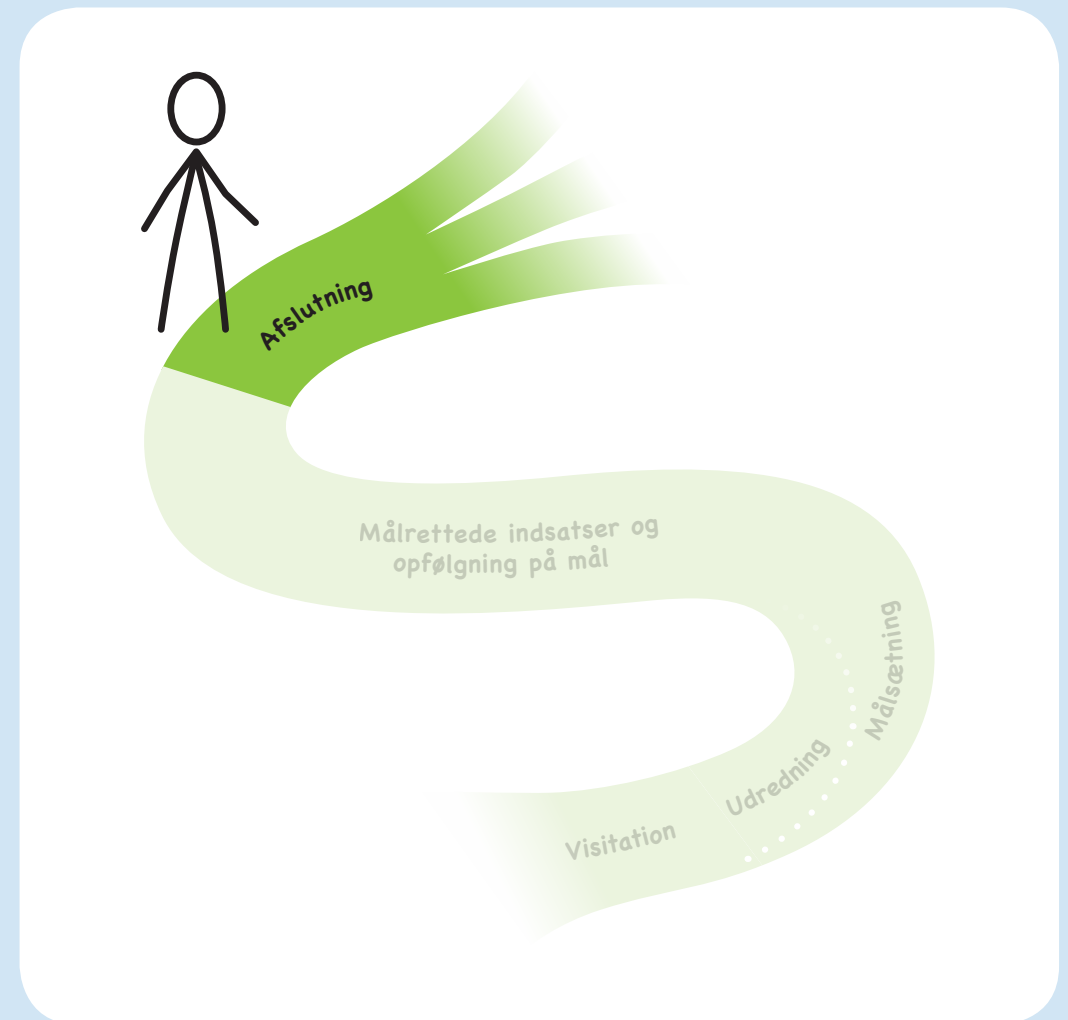 Afslutning
Målrettede indsatser og
opfølgning på mål
Målsætning
Udredning
Visitation